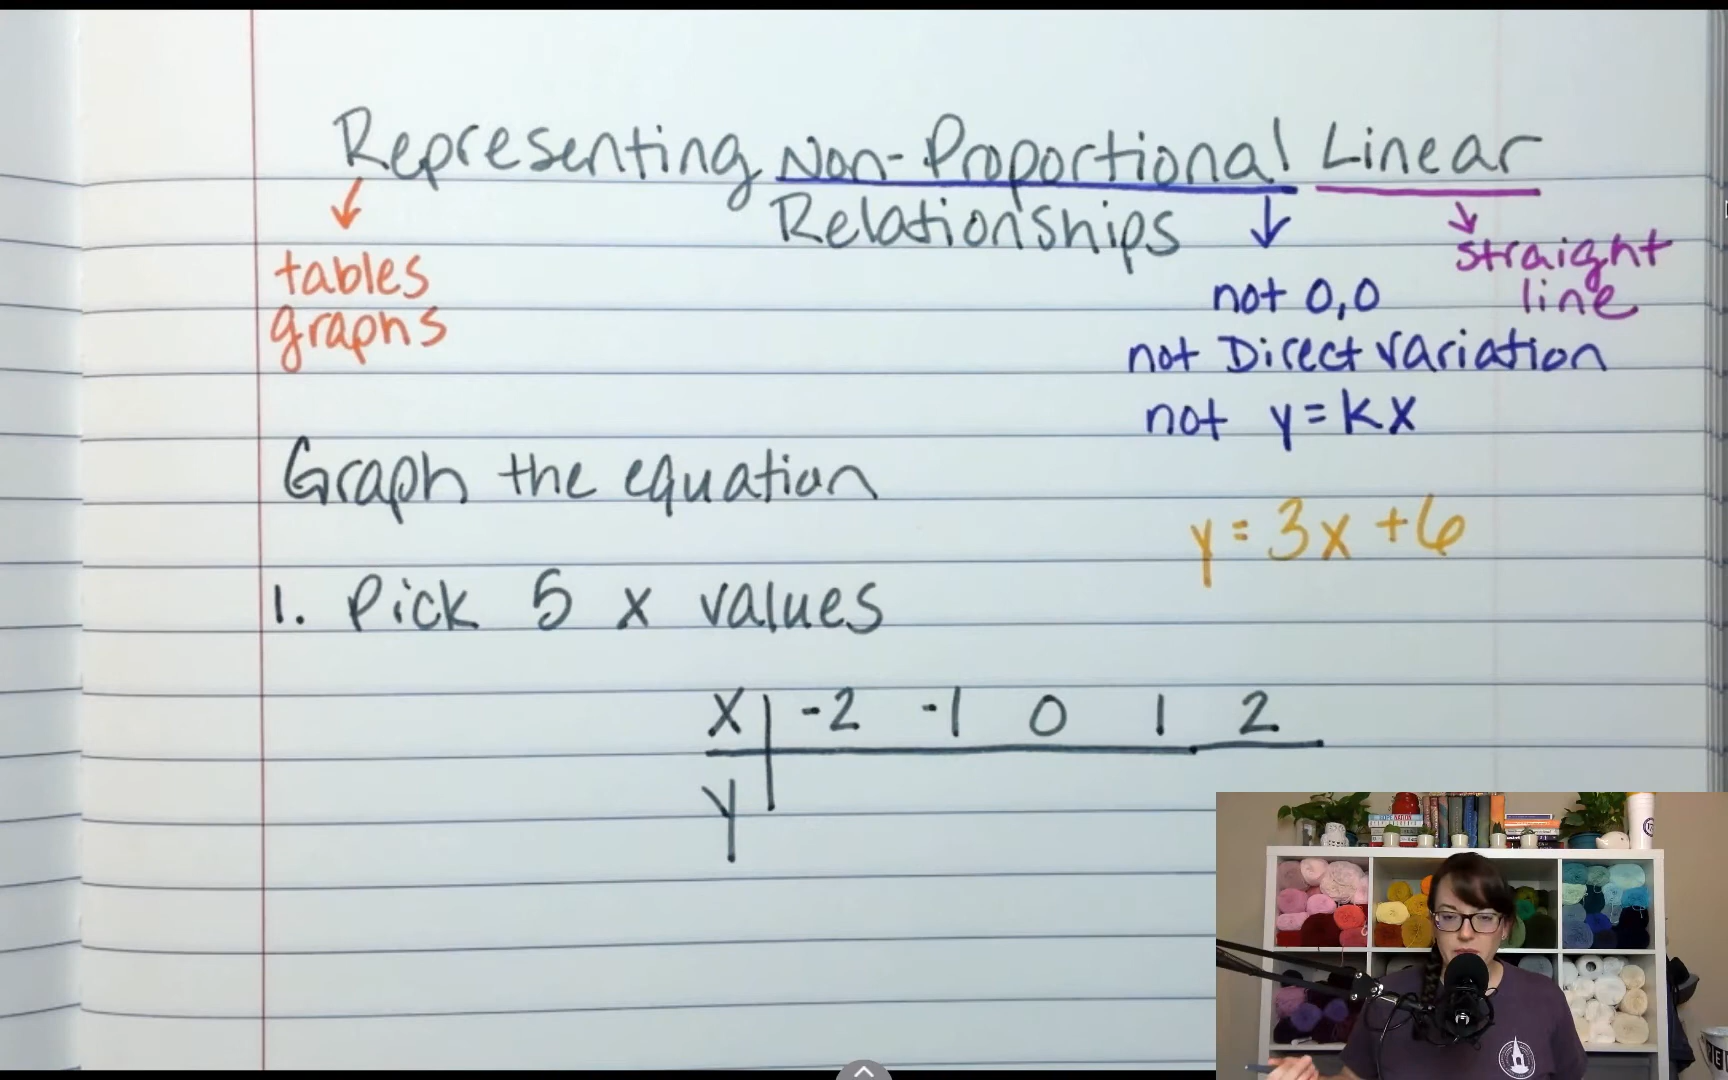 Representing Non-Proportional Linear
Relationships
tables
graphs
straight
line
not 0,0
not Direct variation
not y = kx
Graph the equation
y = 3x + 6
1. Pick 5 x values
x -2 -1 0 1 2
y